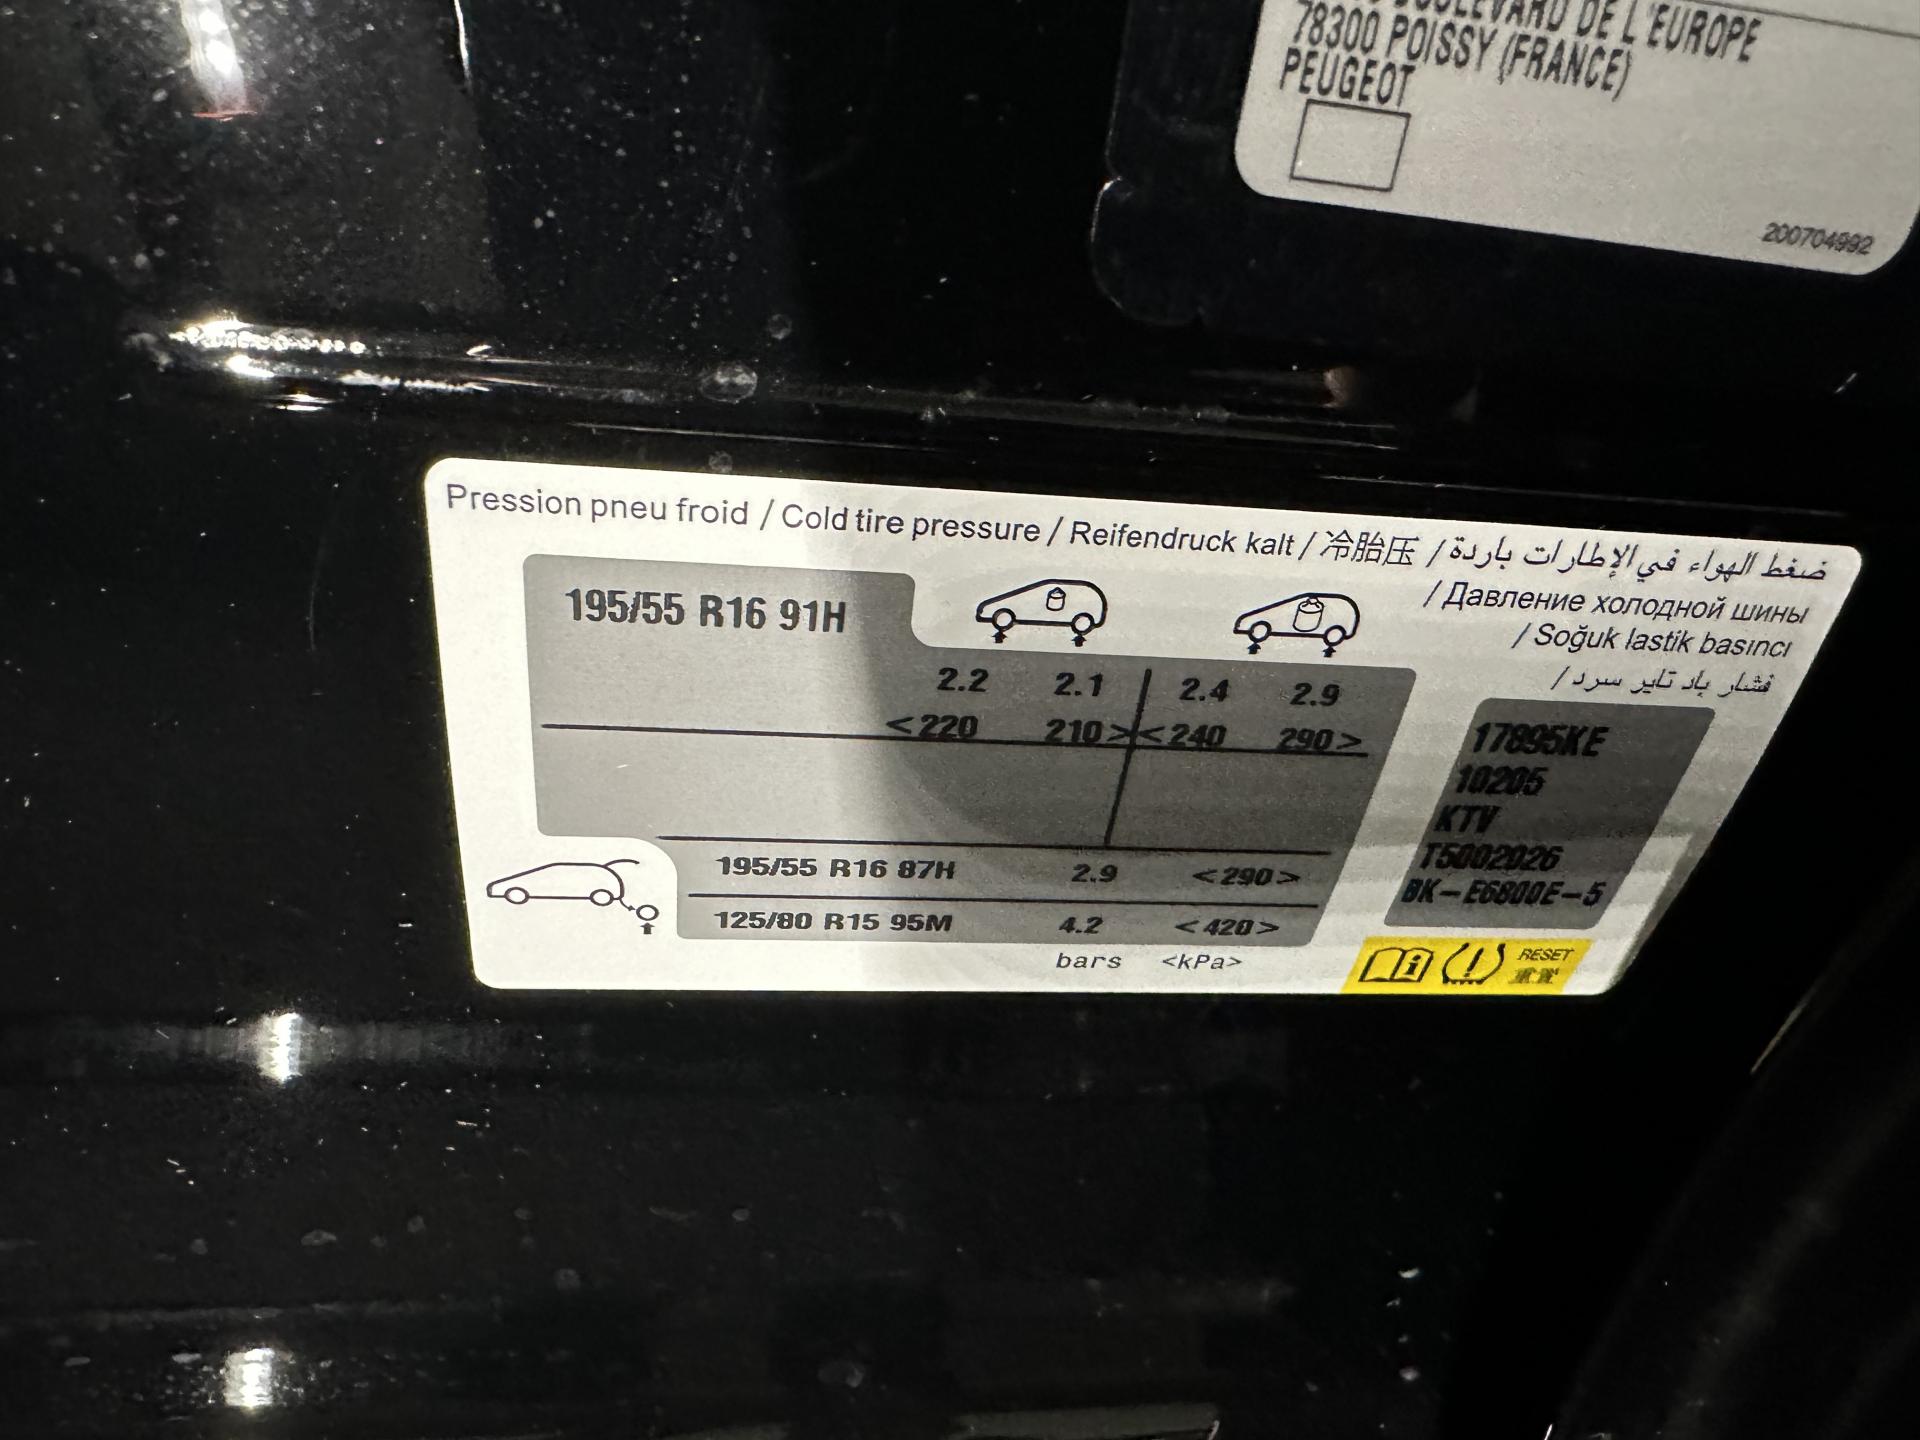 BOULEVARD DE L'EUROPE
78300 POISSY (FRANCE)
PEUGEOT
200704992
Pression pneu froid / Cold tire pressure / Reifendruck kalt / 冷胎压 / ضغط الهواء في الإطارات باردة
/ Давление холодной шины
/ Soğuk lastik basıncı
/ فشار باد تایر سرد
195/55 R16 91H
2.2 2.1 2.4 2.9
<220 210> <240 290>
195/55 R16 87H 2.9 <290>
125/80 R15 95M 4.2 <420>
bars <kPa>
17895KE
10205
KTV
T5002026
BK-E6800E-5
RESET